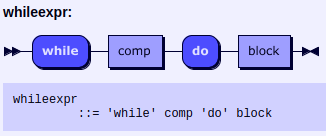 whileexpr:
while comp do block
whileexpr
::= 'while' comp 'do' block